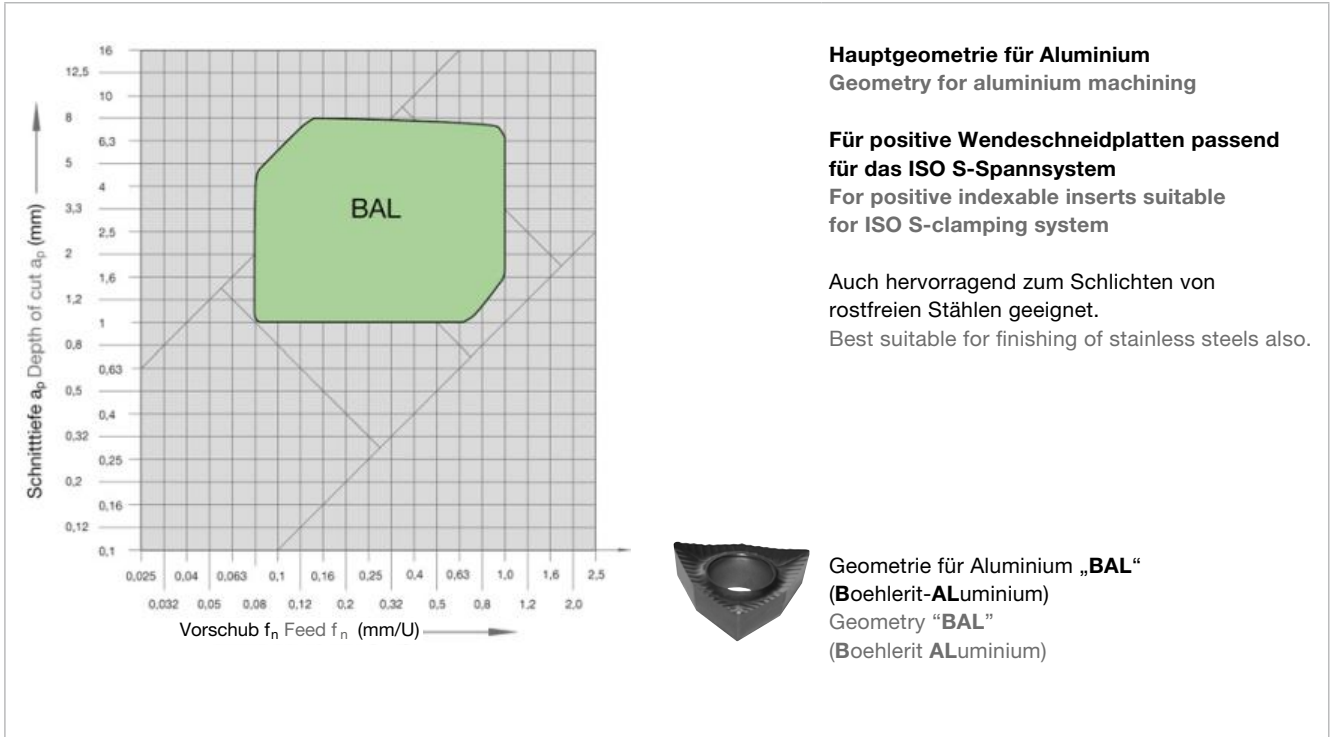 16
12,5
10
8
6,3
5
4
3,3
2,5
2
1,6
1,2
1
0,8
0,63
0,5
0,4
0,32
0,25
0,2
0,16
0,12
0,1
Schnitttiefe ap Depth of cut ap (mm)
BAL
0,025 0,04 0,063 0,1 0,16 0,25 0,4 0,63 1,0 1,6 2,5
0,032 0,05 0,08 0,12 0,2 0,32 0,5 0,8 1,2 2,0
Vorschub fn Feed fn (mm/U)
Hauptgeometrie für Aluminium
Geometry for aluminium machining
Für positive Wendeschneidplatten passend
für das ISO S-Spannsystem
For positive indexable inserts suitable
for ISO S-clamping system
Auch hervorragend zum Schlichten von
rostfreien Stählen geeignet.
Best suitable for finishing of stainless steels also.
Geometrie für Aluminium „BAL“
(Boehlerit-ALuminium)
Geometry “BAL”
(Boehlerit ALuminium)